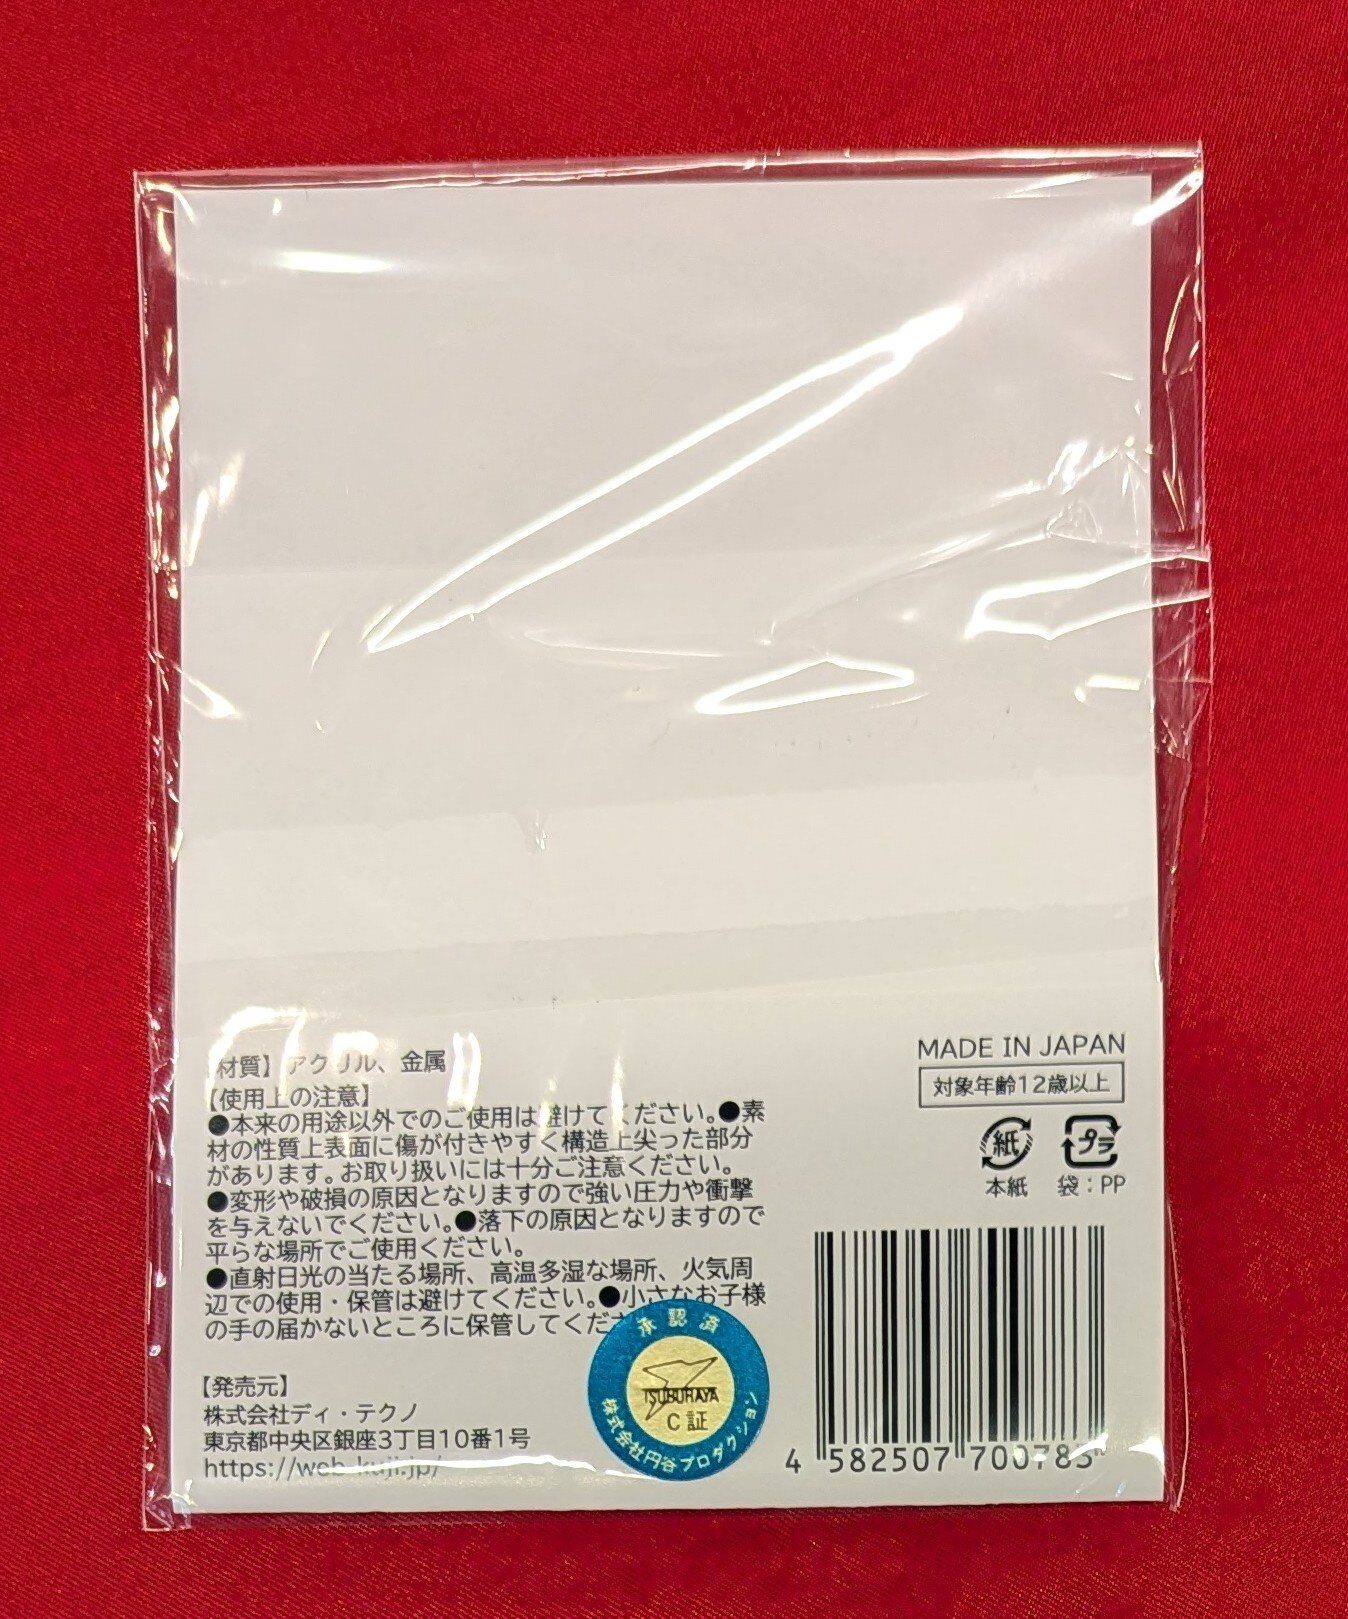 材質】アクリル、金属
【使用上の注意】
●本来の用途以外でのご使用は避けてください。●素
材の性質上表面に傷が付きやすく構造上尖った部分
があります。お取り扱いには十分ご注意ください。
●変形や破損の原因となりますので強い圧力や衝撃
を与えないでください。●落下の原因となりますので
平らな場所でご使用ください。
●直射日光の当たる場所、高温多湿な場所、火気周
辺での使用・保管は避けてください。●小さなお子様
の手の届かないところに保管してくださ
【発売元】
株式会社ディ・テクノ
東京都中央区銀座3丁目10番1号
https://web-kuji.jp/
承認済
TSUBURAYA
C証
株式会社円谷プロダクション
MADE IN JAPAN
対象年齢12歳以上
紙 プラ
本紙 袋：PP
4 582507 700783